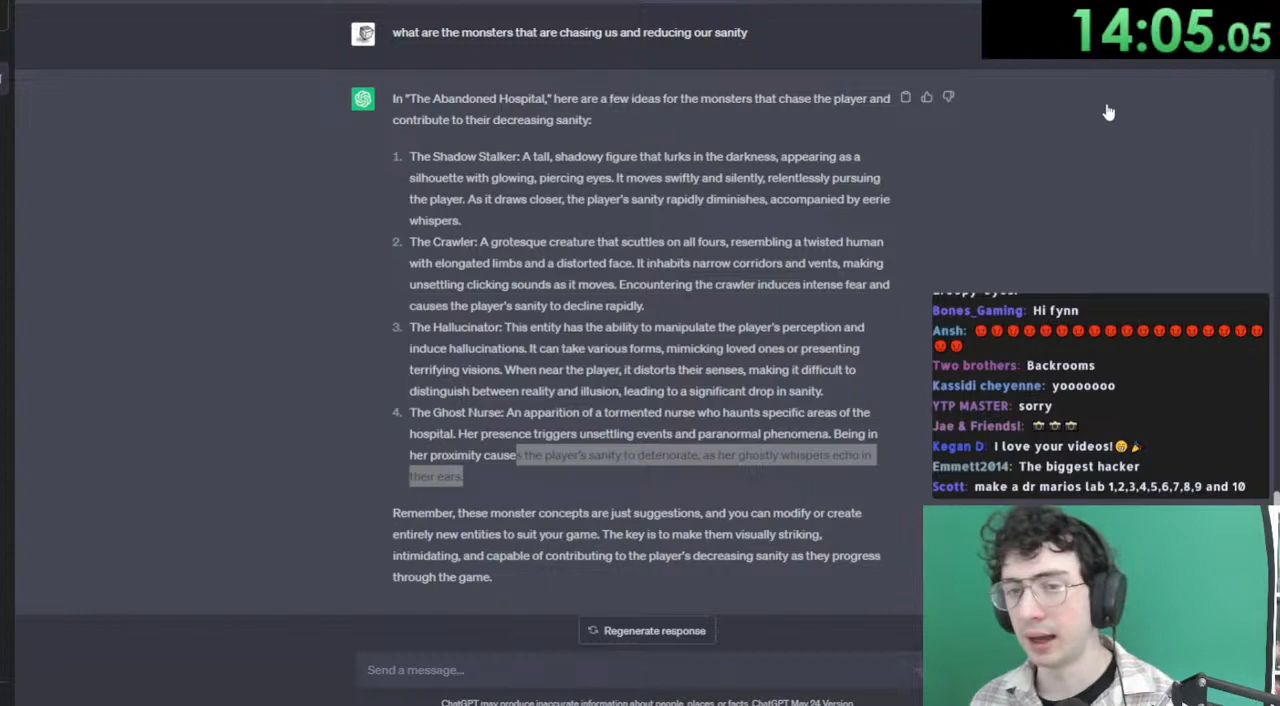 what are the monsters that are chasing us and reducing our sanity
14:05.05
In "The Abandoned Hospital," here are a few ideas for the monsters that chase the player and
contribute to their decreasing sanity:
1. The Shadow Stalker: A tall, shadowy figure that lurks in the darkness, appearing as a
silhouette with glowing, piercing eyes. It moves swiftly and silently, relentlessly pursuing
the player. As it draws closer, the player's sanity rapidly diminishes, accompanied by eerie
whispers.
2. The Crawler: A grotesque creature that scuttles on all fours, resembling a twisted human
with elongated limbs and a distorted face. It inhabits narrow corridors and vents, making
unsettling clicking sounds as it moves. Encountering the crawler induces intense fear and
causes the player's sanity to decline rapidly.
3. The Hallucinator: This entity has the ability to manipulate the player's perception and
induce hallucinations. It can take various forms, mimicking loved ones or presenting
terrifying visions. When near the player, it distorts their senses, making it difficult to
distinguish between reality and illusion, leading to a significant drop in sanity.
4. The Ghost Nurse: An apparition of a tormented nurse who haunts specific areas of the
hospital. Her presence triggers unsettling events and paranormal phenomena. Being in
her proximity causes the player's sanity to deteriorate, as her ghostly whispers echo in
their ears.
Remember, these monster concepts are just suggestions, and you can modify or create
entirely new entities to suit your game. The key is to make them visually striking,
intimidating, and capable of contributing to the player's decreasing sanity as they progress
through the game.
Regenerate response
Send a message...
ChatGPT may produce inaccurate information about people, places, or facts. ChatGPT May 24 Version
Bones_Gaming: Hi fynn
Ansh:
Two brothers: Backrooms
Kassidi cheyenne: yooooooo
YTP MASTER: sorry
Jae & Friends!:
Kegan D: I love your videos!
Emmett2014: The biggest hacker
Scott: make a dr marios lab 1,2,3,4,5,6,7,8,9 and 10